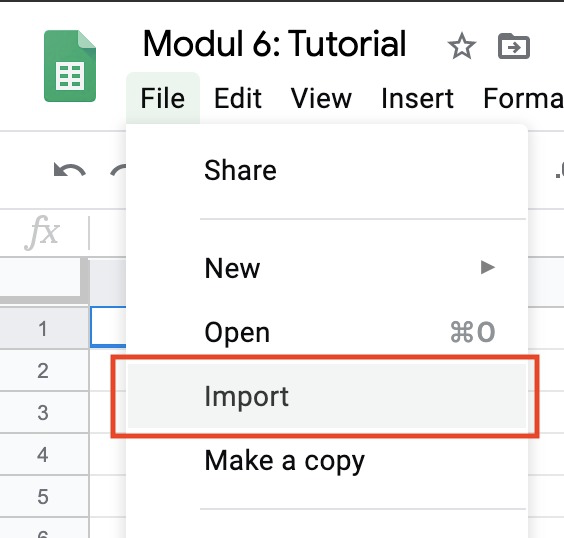 Modul 6: Tutorial
File Edit View Insert Forma
Share
fx
New
Open ⌘O
1
2
Import
3
Make a copy
4
5
6